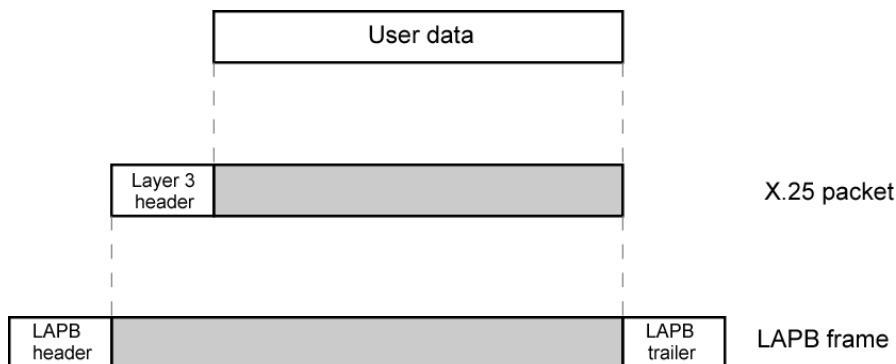 User data
Layer 3
header
X.25 packet
LAPB
header
LAPB
trailer
LAPB frame